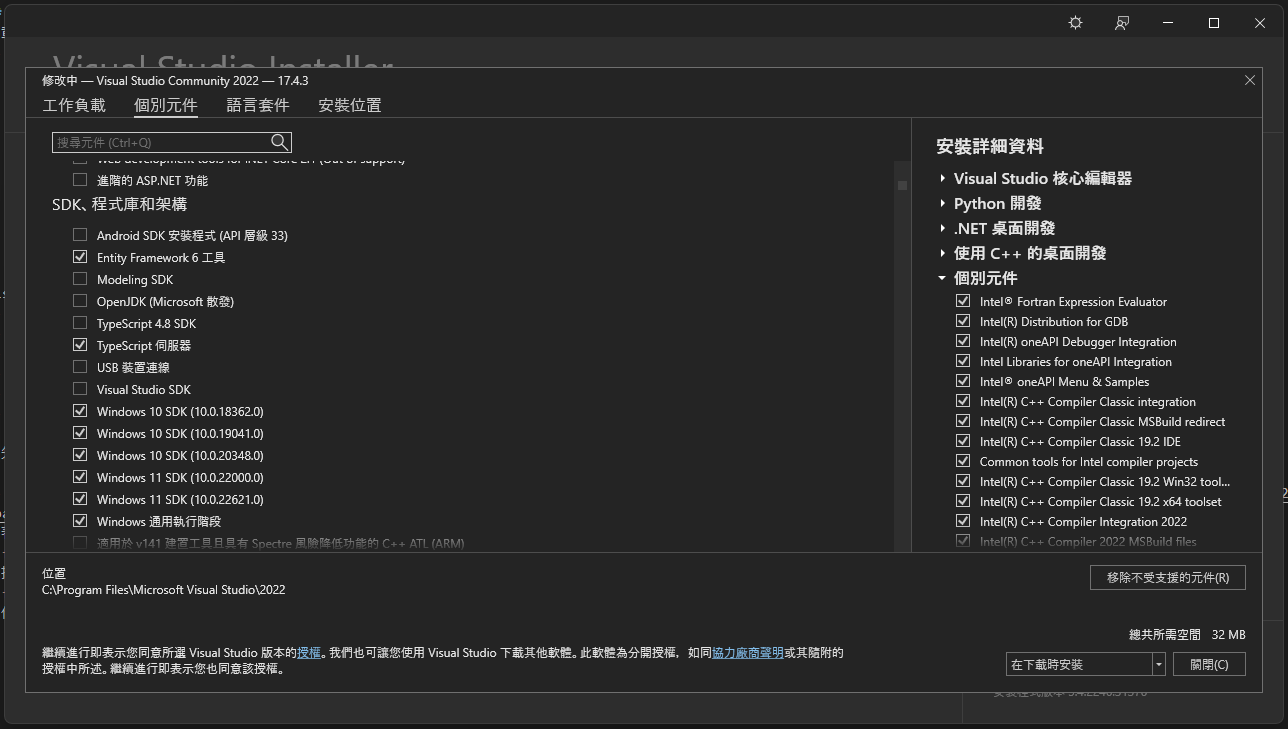 Visual Studio Installer
修改中 — Visual Studio Community 2022 — 17.4.3
工作負載 個別元件 語言套件 安裝位置
搜尋元件 (Ctrl+Q)
Web development tools for .NET Core 2.1 (Out of support)
進階的 ASP.NET 功能
SDK、程式庫和架構
Android SDK 安裝程式 (API 層級 33)
Entity Framework 6 工具
Modeling SDK
OpenJDK (Microsoft 散發)
TypeScript 4.8 SDK
TypeScript 伺服器
USB 裝置連線
Visual Studio SDK
Windows 10 SDK (10.0.18362.0)
Windows 10 SDK (10.0.19041.0)
Windows 10 SDK (10.0.20348.0)
Windows 11 SDK (10.0.22000.0)
Windows 11 SDK (10.0.22621.0)
Windows 通用執行階段
適用於 v141 建置工具且具有 Spectre 風險降低功能的 C++ ATL (ARM)
安裝詳細資料
Visual Studio 核心編輯器
Python 開發
.NET 桌面開發
使用 C++ 的桌面開發
個別元件
Intel® Fortran Expression Evaluator
Intel(R) Distribution for GDB
Intel(R) oneAPI Debugger Integration
Intel Libraries for oneAPI Integration
Intel® oneAPI Menu & Samples
Intel(R) C++ Compiler Classic integration
Intel(R) C++ Compiler Classic MSBuild redirect
Intel(R) C++ Compiler Classic 19.2 IDE
Common tools for Intel compiler projects
Intel(R) C++ Compiler Classic 19.2 Win32 tool...
Intel(R) C++ Compiler Classic 19.2 x64 toolset
Intel(R) C++ Compiler Integration 2022
Intel(R) C++ Compiler 2022 MSBuild files
位置
C:\Program Files\Microsoft Visual Studio\2022
移除不受支援的元件(R)
總共所需空間 32 MB
繼續進行即表示您同意所選 Visual Studio 版本的授權。我們也可讓您使用 Visual Studio 下載其他軟體。此軟體為分開授權，如同協力廠商聲明或其隨附的
授權中所述。繼續進行即表示您也同意該授權。
在下載時安裝 關閉(C)